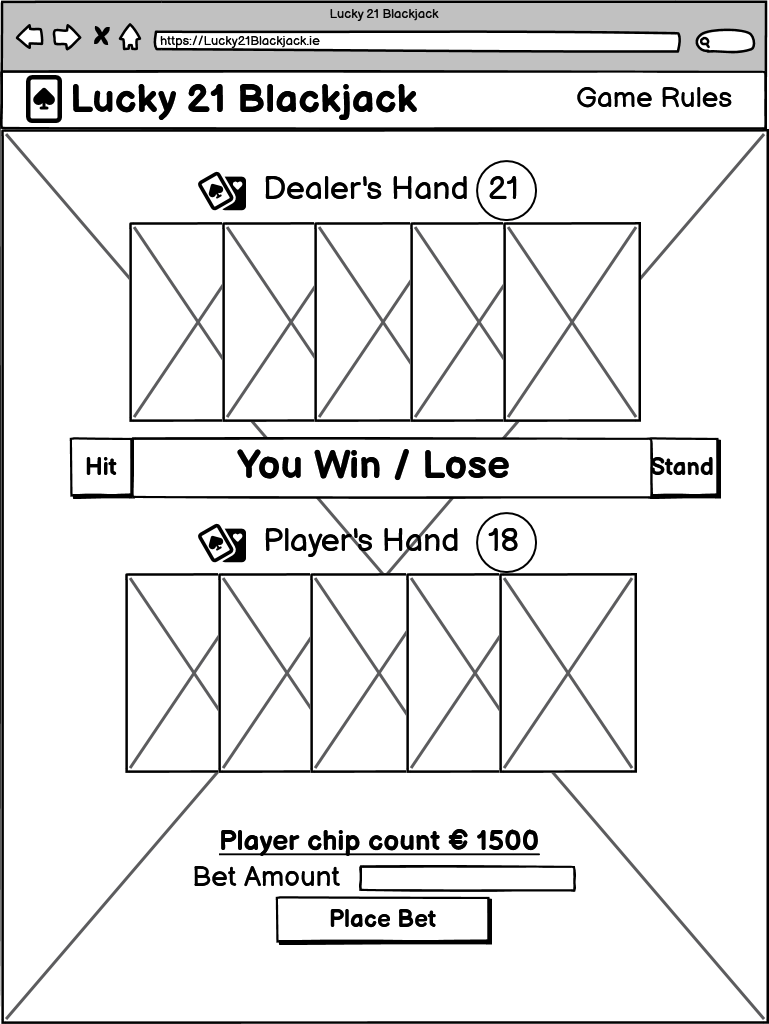 Lucky 21 Blackjack
https://Lucky21Blackjack.ie
Lucky 21 Blackjack
Game Rules
Dealer's Hand 21
Hit
You Win / Lose
Stand
Player's Hand 18
Player chip count € 1500
Bet Amount
Place Bet